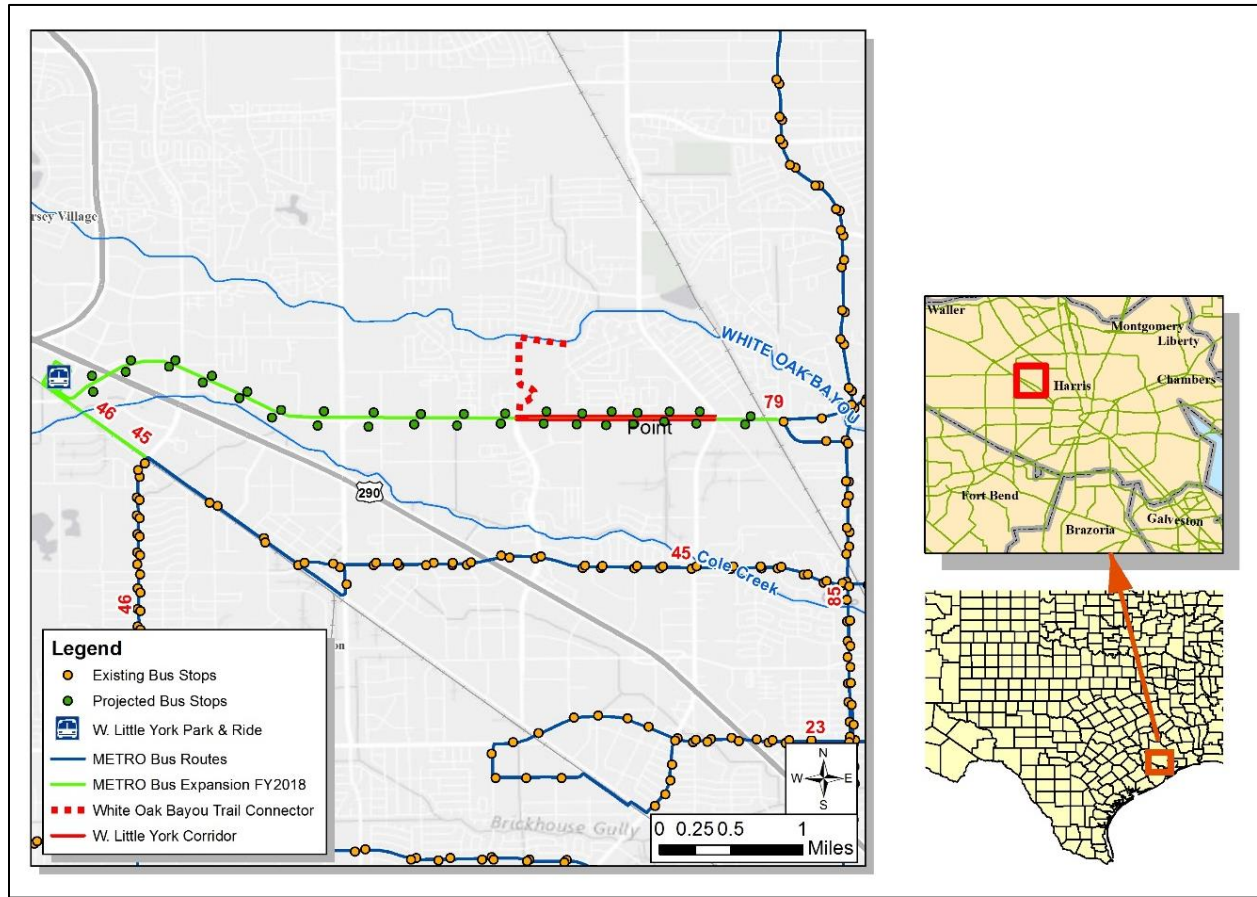 rsey Village
WHITE OAK BAYOU
46
45
79
Point
290
45
Cole Creek
85
46
on
23
Brickhouse Gully
N
W
E
S
0 0.25 0.5 1
Miles
Legend
Existing Bus Stops
Projected Bus Stops
W. Little York Park & Ride
METRO Bus Routes
METRO Bus Expansion FY2018
White Oak Bayou Trail Connector
W. Little York Corridor
Waller
Montgomery
Liberty
Harris
Chambers
Fort Bend
Brazoria
Galveston